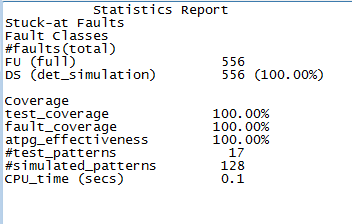 Statistics Report
Stuck-at Faults
Fault Classes
#faults(total)
FU (full) 556
DS (det_simulation) 556 (100.00%)
Coverage
test_coverage 100.00%
fault_coverage 100.00%
atpg_effectiveness 100.00%
#test_patterns 17
#simulated_patterns 128
CPU_time (secs) 0.1